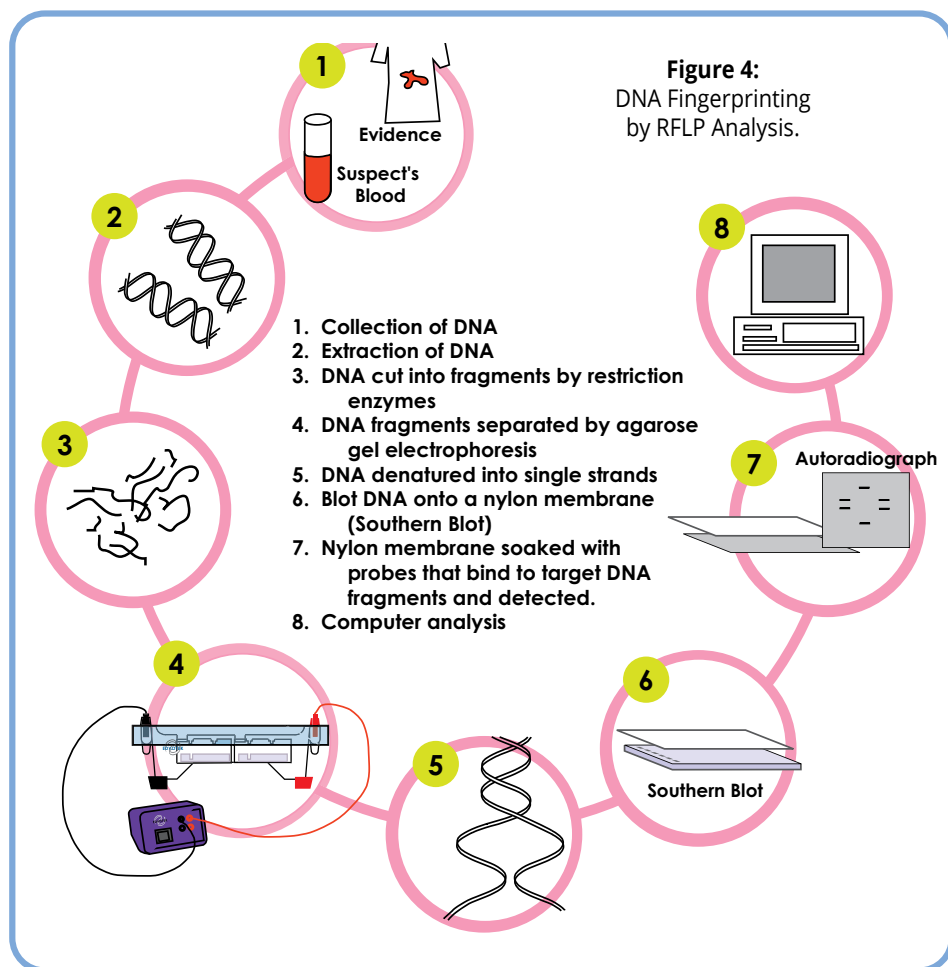 Figure 4:
DNA Fingerprinting
by RFLP Analysis.
1
Evidence
Suspect's
Blood
2
3
4
5
6
Southern Blot
7
Autoradiograph
8
1. Collection of DNA
2. Extraction of DNA
3. DNA cut into fragments by restriction
enzymes
4. DNA fragments separated by agarose
gel electrophoresis
5. DNA denatured into single strands
6. Blot DNA onto a nylon membrane
(Southern Blot)
7. Nylon membrane soaked with
probes that bind to target DNA
fragments and detected.
8. Computer analysis